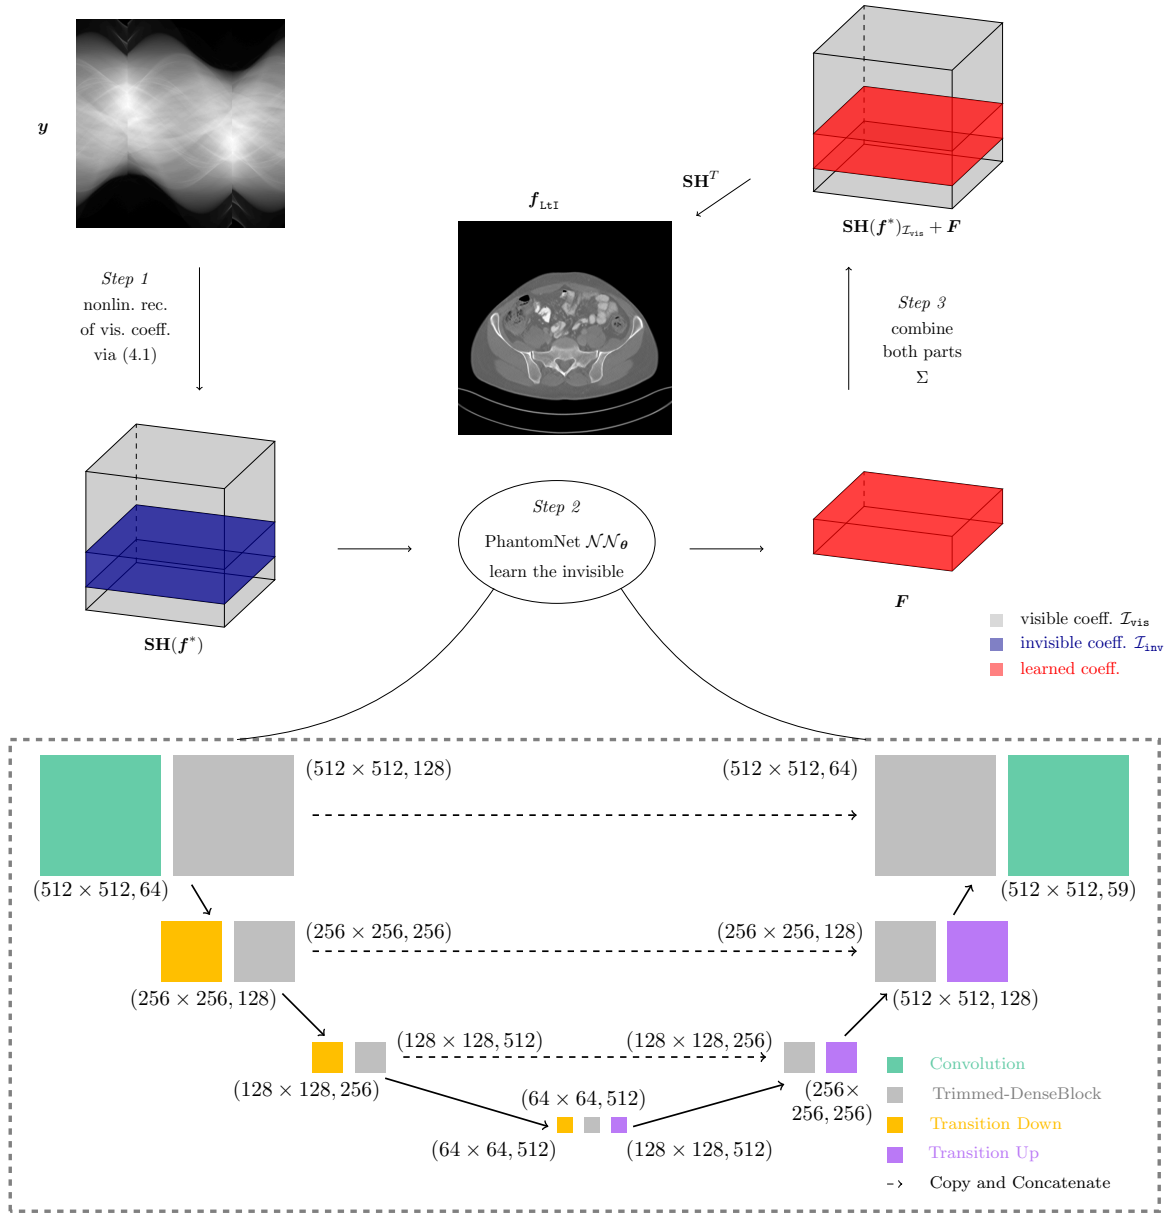 y
Step 1
nonlin. rec.
of vis. coeff.
via (4.1)
SH(f*)
f_LtI
SH^T
SH(f*)_{I_vis} + F
Step 3
combine
both parts
Σ
Step 2
PhantomNet 𝒩𝒩_θ
learn the invisible
F
visible coeff. I_vis
invisible coeff. I_inv
learned coeff.
(512 × 512, 128)
(512 × 512, 64)
(512 × 512, 64)
(512 × 512, 59)
(256 × 256, 256)
(256 × 256, 128)
(256 × 256, 128)
(512 × 512, 128)
(128 × 128, 512)
(128 × 128, 256)
(128 × 128, 256)
(256×
256, 256)
(64 × 64, 512)
(64 × 64, 512)
(128 × 128, 512)
Convolution
Trimmed-DenseBlock
Transition Down
Transition Up
Copy and Concatenate